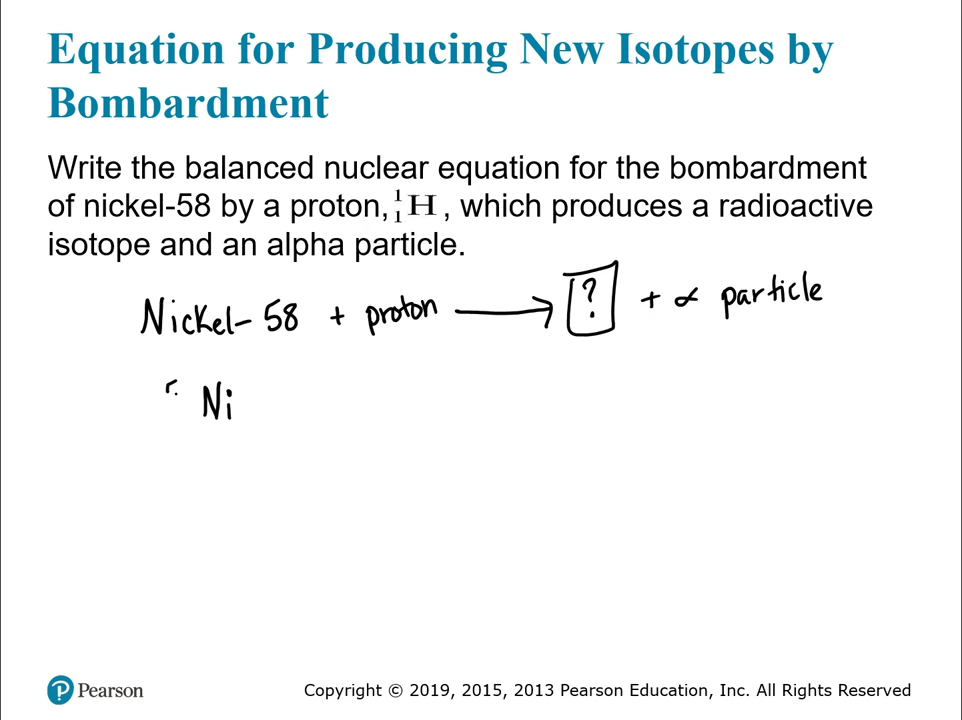 Equation for Producing New Isotopes by
Bombardment
Write the balanced nuclear equation for the bombardment
of nickel-58 by a proton, ¹₁H, which produces a radioactive
isotope and an alpha particle.
Nickel-58 + proton ⟶ ? + α particle
Ni
Pearson
Copyright © 2019, 2015, 2013 Pearson Education, Inc. All Rights Reserved